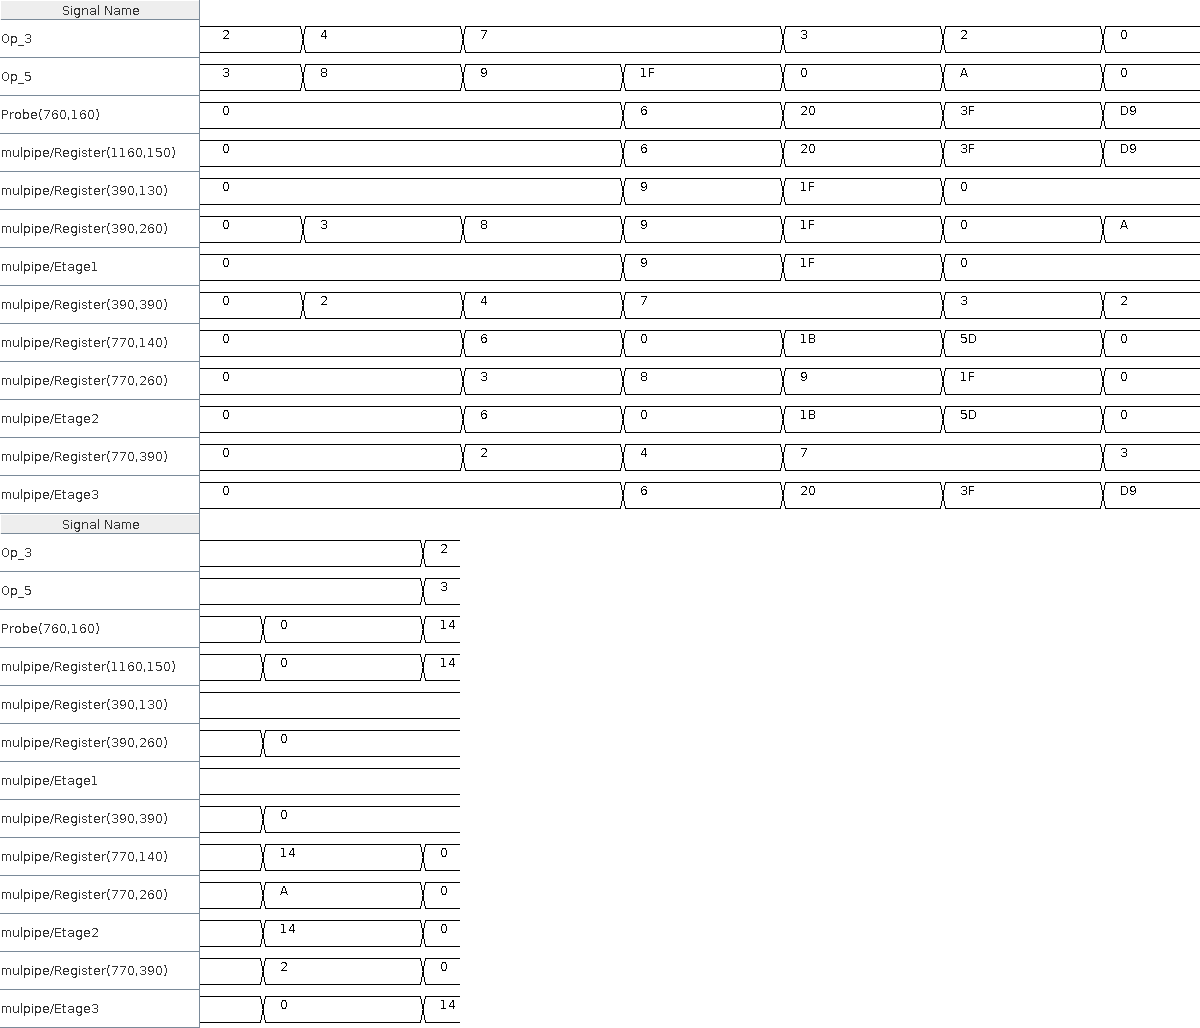 Signal Name
Op_3 2 4 7 3 2 0
Op_5 3 8 9 1F 0 A 0
Probe(760,160) 0 6 20 3F D9
mulpipe/Register(1160,150) 0 6 20 3F D9
mulpipe/Register(390,130) 0 9 1F 0
mulpipe/Register(390,260) 0 3 8 9 1F 0 A
mulpipe/Etage1 0 9 1F 0
mulpipe/Register(390,390) 0 2 4 7 3 2
mulpipe/Register(770,140) 0 6 0 1B 5D 0
mulpipe/Register(770,260) 0 3 8 9 1F 0
mulpipe/Etage2 0 6 0 1B 5D 0
mulpipe/Register(770,390) 0 2 4 7 3
mulpipe/Etage3 0 6 20 3F D9
Signal Name
Op_3 2
Op_5 3
Probe(760,160) 0 14
mulpipe/Register(1160,150) 0 14
mulpipe/Register(390,130)
mulpipe/Register(390,260) 0
mulpipe/Etage1
mulpipe/Register(390,390) 0
mulpipe/Register(770,140) 14 0
mulpipe/Register(770,260) A 0
mulpipe/Etage2 14 0
mulpipe/Register(770,390) 2 0
mulpipe/Etage3 0 14